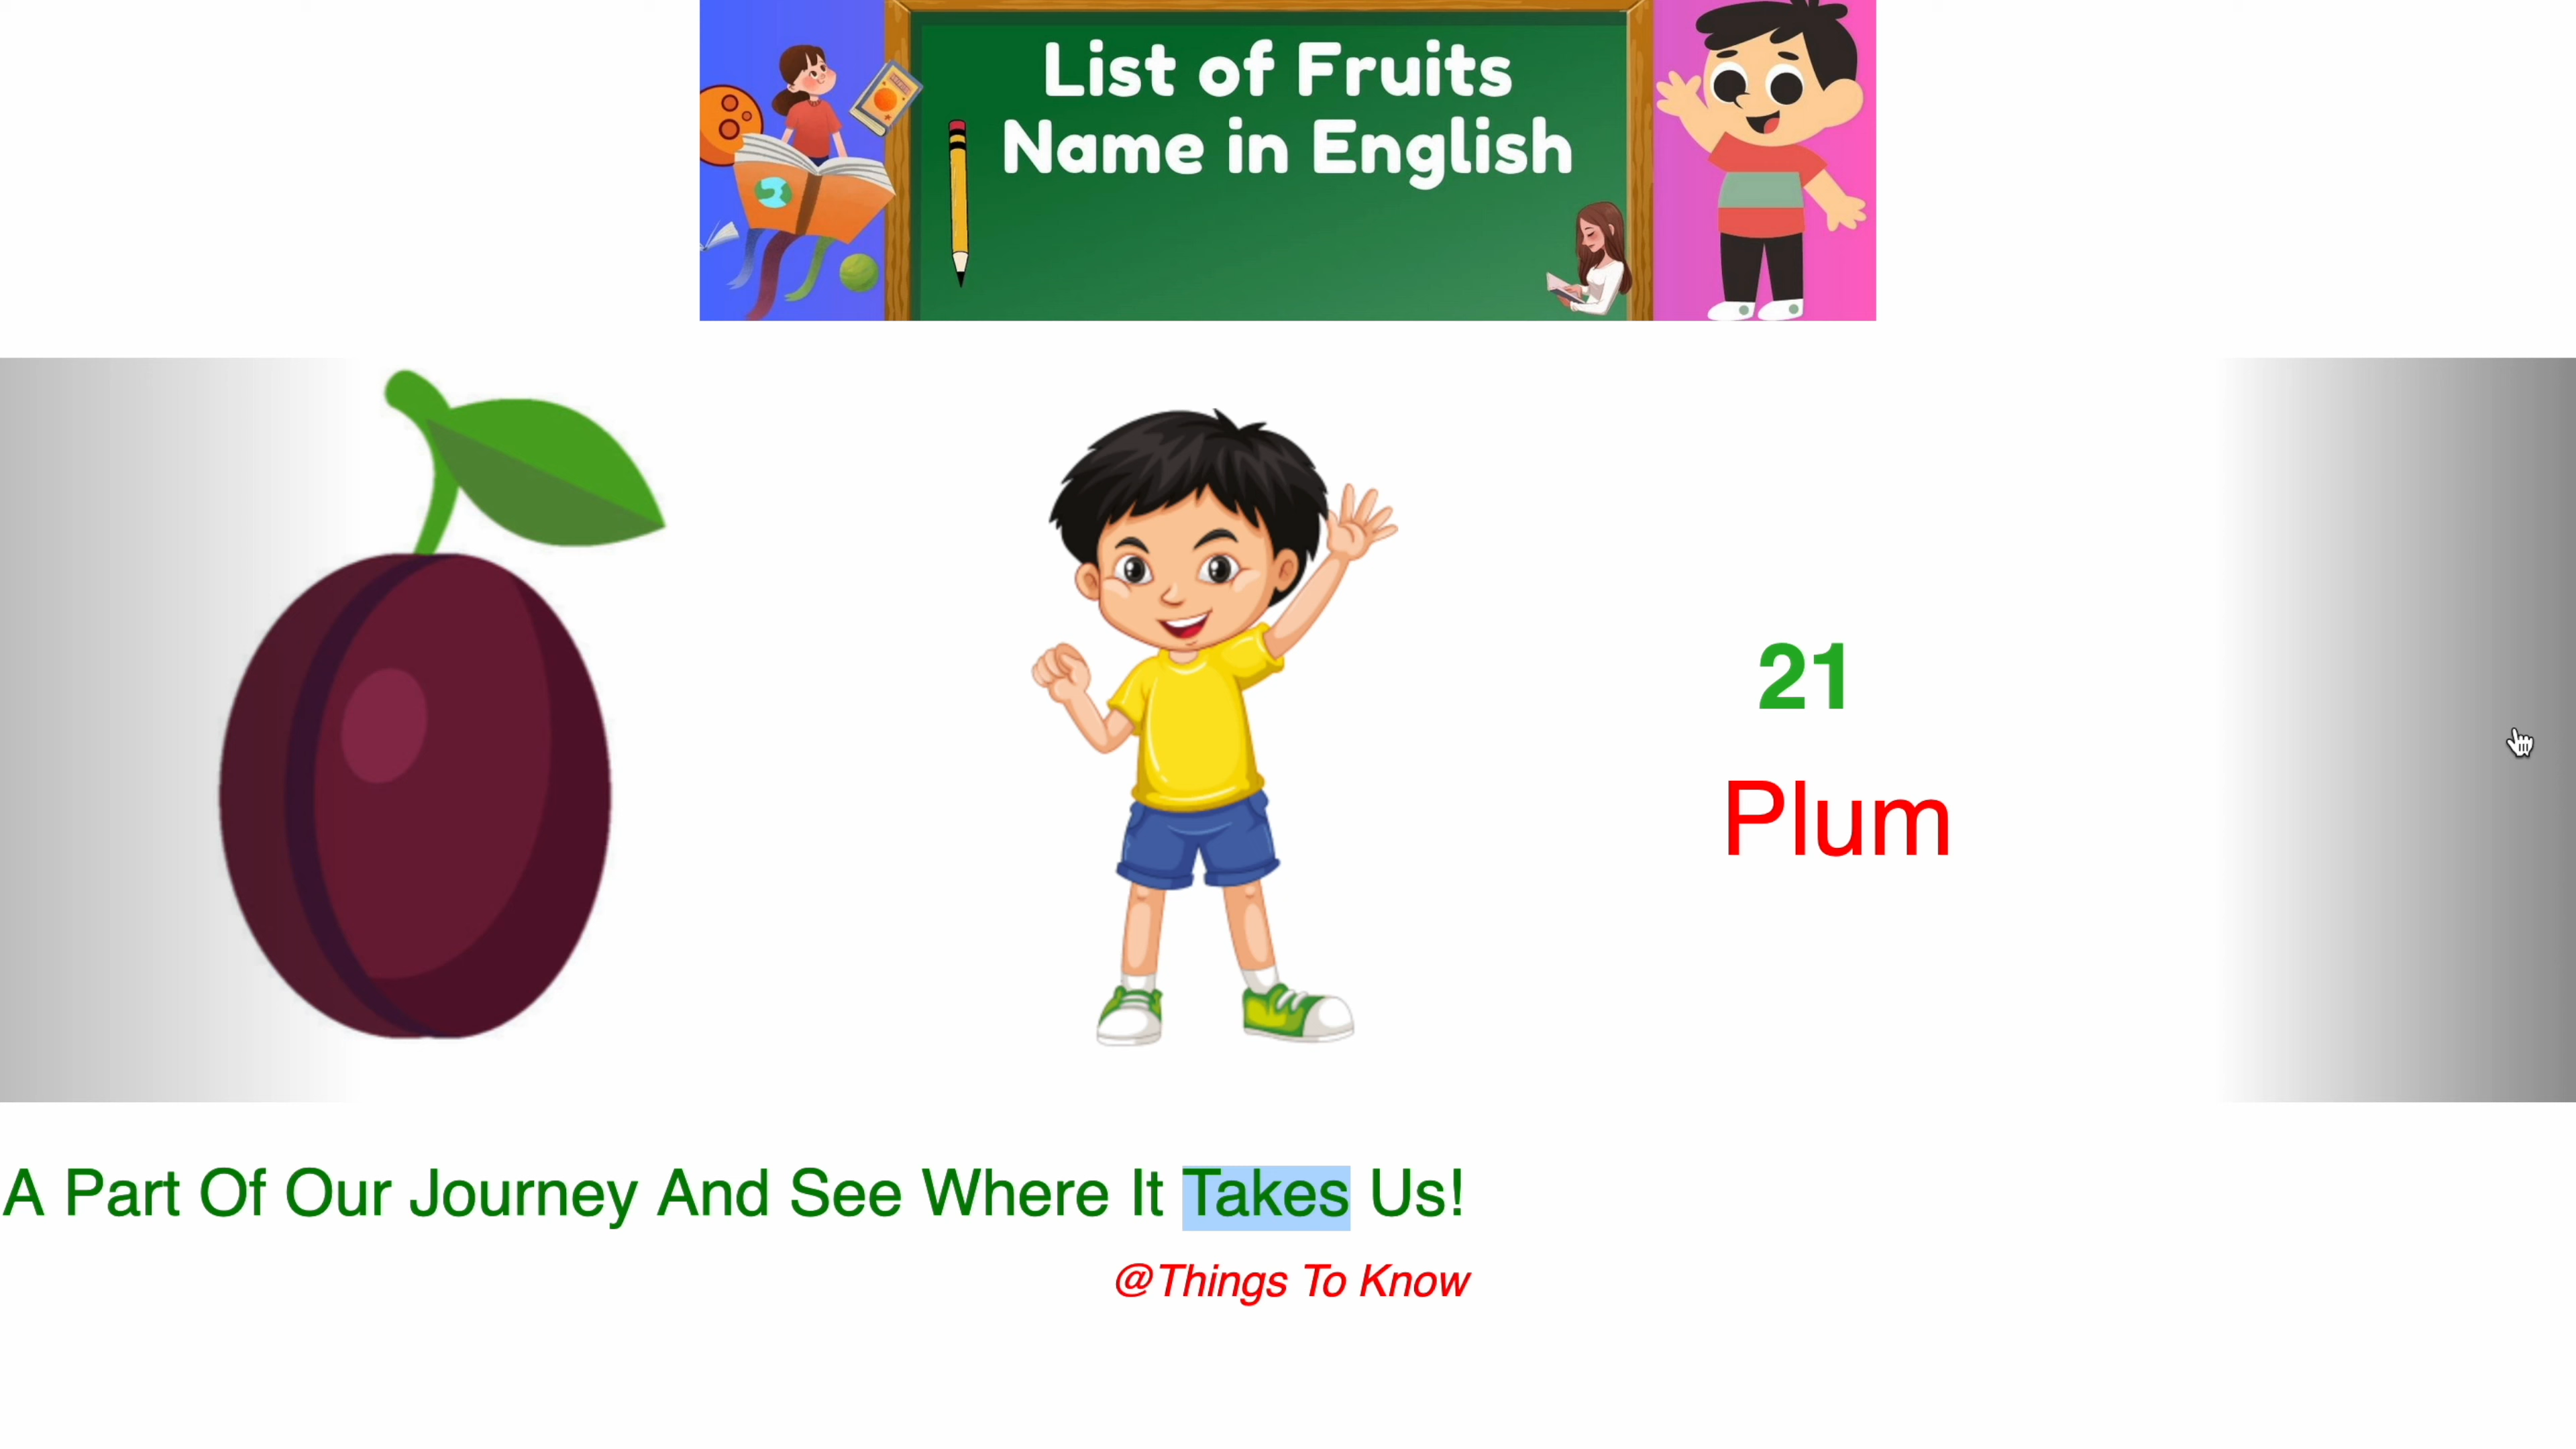 List of Fruits
Name in English
21
Plum
A Part Of Our Journey And See Where It Takes Us!
@Things To Know